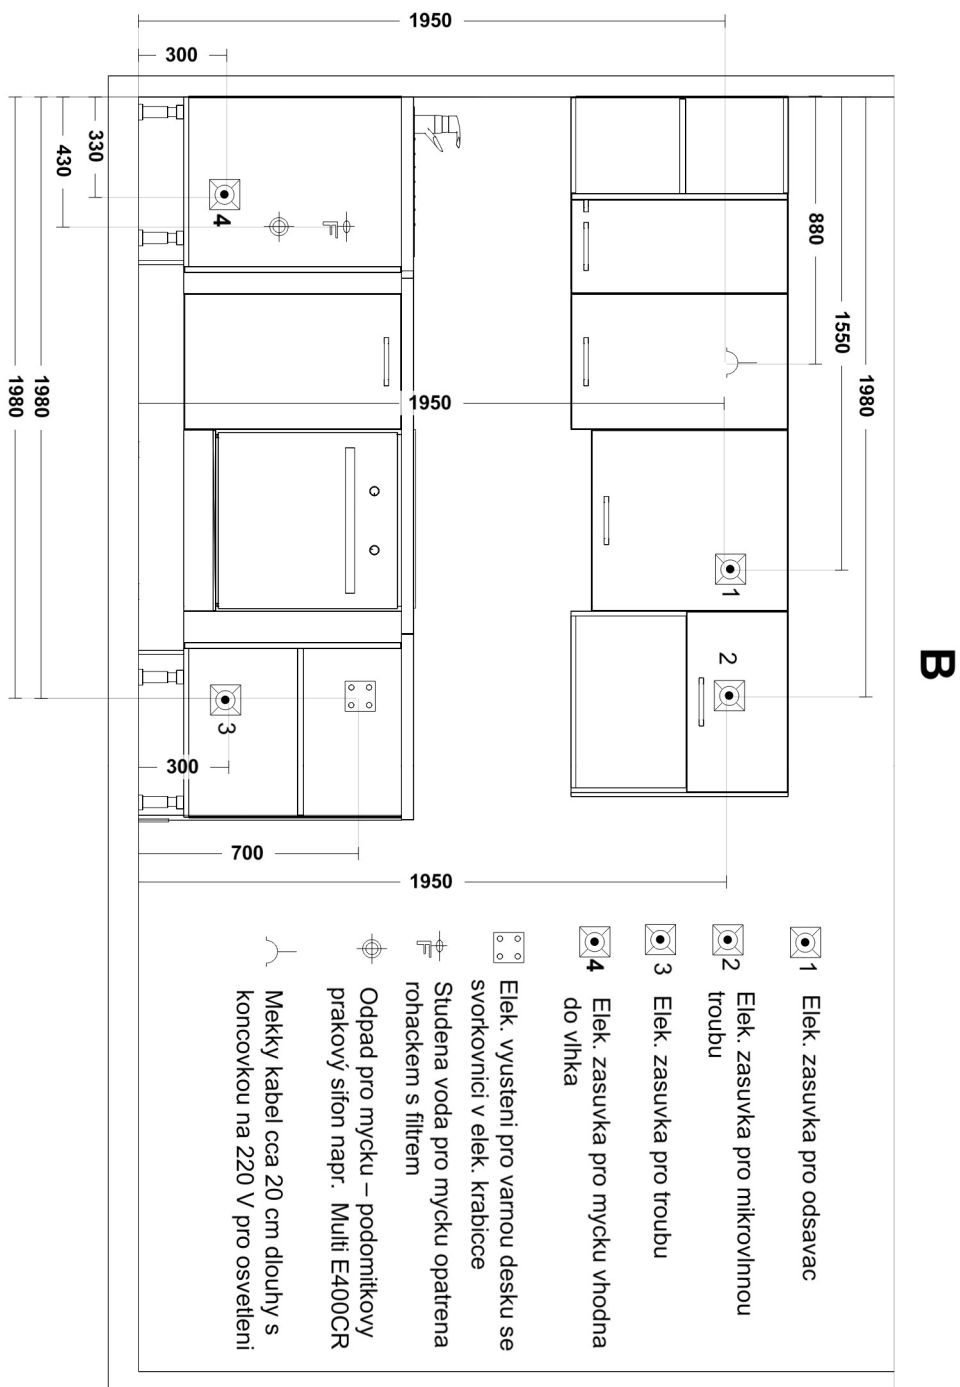 B
1980
1550
880
1950
1
2
1950
1950
4
3
300
300
700
330
430
1980
1980
1 Elek. zasuvka pro odsavac
2 Elek. zasuvka pro mikrovlnnou
troubu
3 Elek. zasuvka pro troubu
4 Elek. zasuvka pro mycku vhodna
do vlhka
Elek. vyusteni pro varnou desku se
svorkovnici v elek. krabicce
Studena voda pro mycku opatrena
rohackem s filtrem
Odpad pro mycku – podomitkovy
prakový sifon napr. Multi E400CR
Mekky kabel cca 20 cm dlouhy s
koncovkou na 220 V pro osvetleni